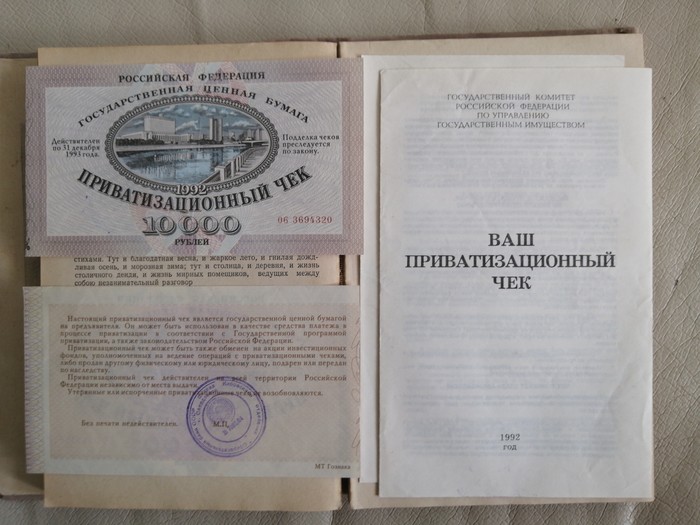 РОССИЙСКАЯ ФЕДЕРАЦИЯ
ГОСУДАРСТВЕННАЯ ЦЕННАЯ БУМАГА
Действителен
по 31 декабря
1993 года.
Подделка чеков
преследуется
по закону.
1992
ПРИВАТИЗАЦИОННЫЙ ЧЕК
10 000
РУБЛЕЙ
06 3694320
стихами. Тут и благодатная весна, и жаркое лето, и гнилая дожд-
ливая осень, и морозная зима; тут и столица, и деревня, и жизнь
столичного денди, и жизнь мирных помещиков, ведущих между
собою незанимательный разговор
Настоящий приватизационный чек является государственной ценной бумагой
на предъявителя. Он может быть использован в качестве средства платежа в
процессе приватизации в соответствии с Государственной программой
приватизации, а также законодательством Российской Федерации.
Приватизационный чек может быть также обменен на акции инвестиционных
фондов, уполномоченных на ведение операций с приватизационными чеками,
либо продан другому физическому или юридическому лицу, подарен или передан
по наследству.
Приватизационный чек действителен на всей территории Российской
Федерации независимо от места выдачи.
Утерянные или испорченные приватизационные чеки не возобновляются.
Без печати недействителен.
М.П.
МТ Гознака
ГОСУДАРСТВЕННЫЙ КОМИТЕТ
РОССИЙСКОЙ ФЕДЕРАЦИИ
ПО УПРАВЛЕНИЮ
ГОСУДАРСТВЕННЫМ ИМУЩЕСТВОМ
ВАШ
ПРИВАТИЗАЦИОННЫЙ
ЧЕК
1992
год